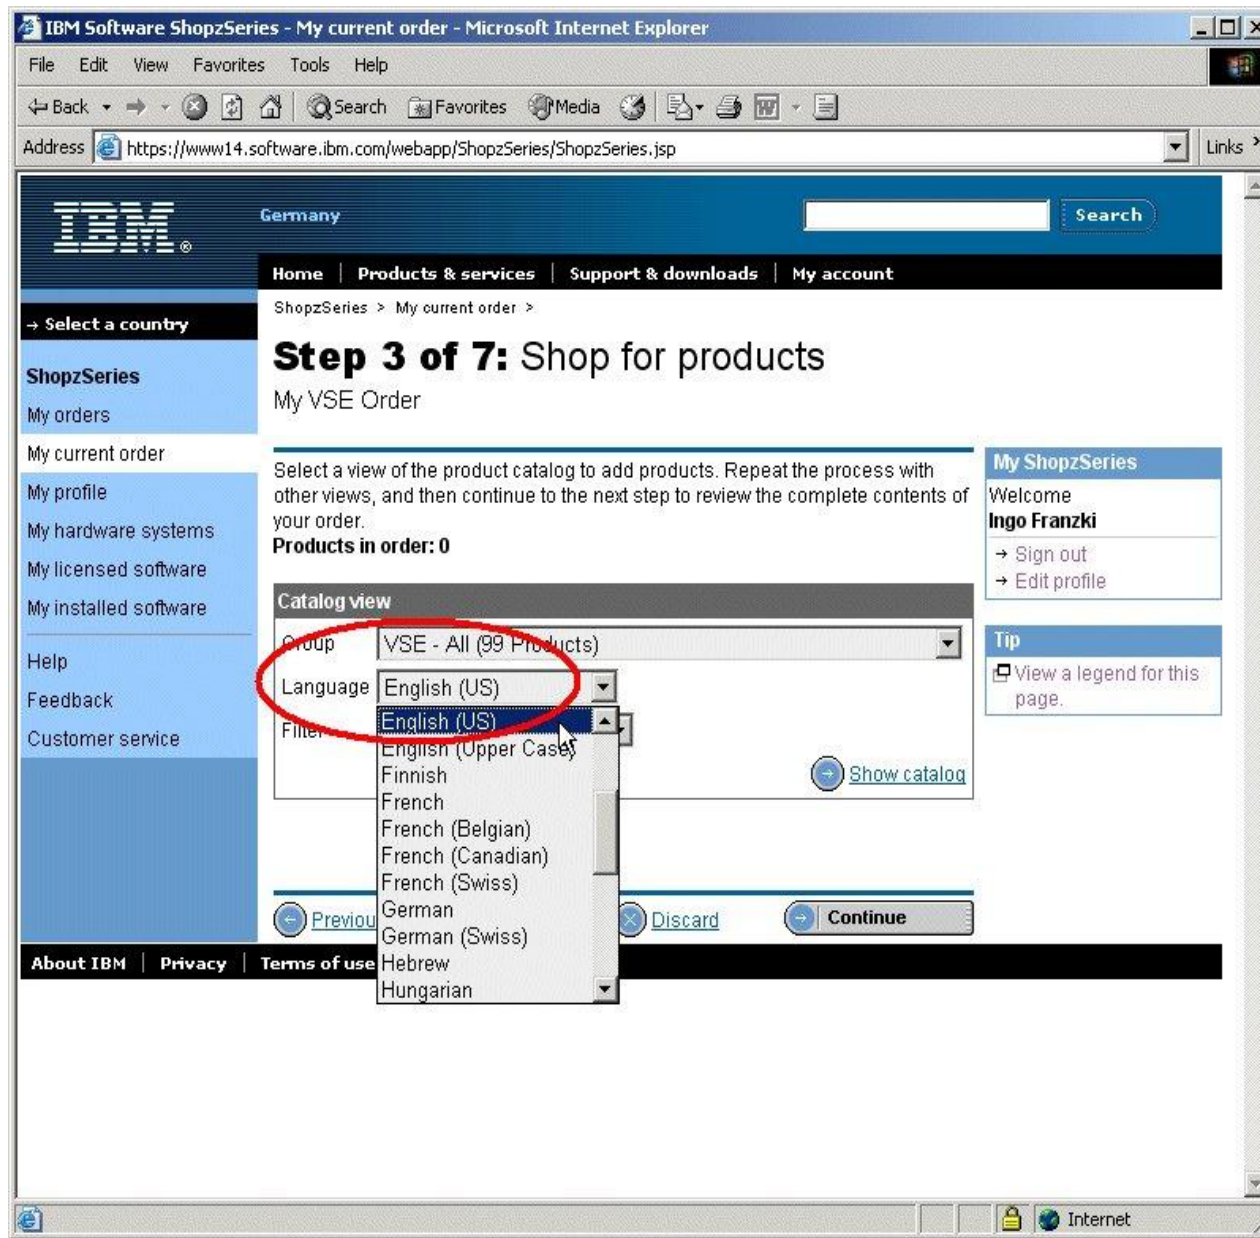 IBM Software ShopzSeries - My current order - Microsoft Internet Explorer
File Edit View Favorites Tools Help
Back Search Favorites Media
Address https://www14.software.ibm.com/webapp/ShopzSeries/ShopzSeries.jsp Links
IBM®
Germany
Search
Home | Products & services | Support & downloads | My account
→ Select a country
ShopzSeries
My orders
My current order
My profile
My hardware systems
My licensed software
My installed software
Help
Feedback
Customer service
ShopzSeries > My current order >
Step 3 of 7: Shop for products
My VSE Order
Select a view of the product catalog to add products. Repeat the process with
other views, and then continue to the next step to review the complete contents of
your order.
Products in order: 0
Catalog view
Group VSE - All (99 Products)
Language English (US)
Filter
English (US)
English (Upper Case)
Finnish
French
French (Belgian)
French (Canadian)
French (Swiss)
German
German (Swiss)
Hebrew
Hungarian
Show catalog
Previou
Discard
Continue
My ShopzSeries
Welcome
Ingo Franzki
→ Sign out
→ Edit profile
Tip
View a legend for this
page.
About IBM | Privacy | Terms of use
Internet